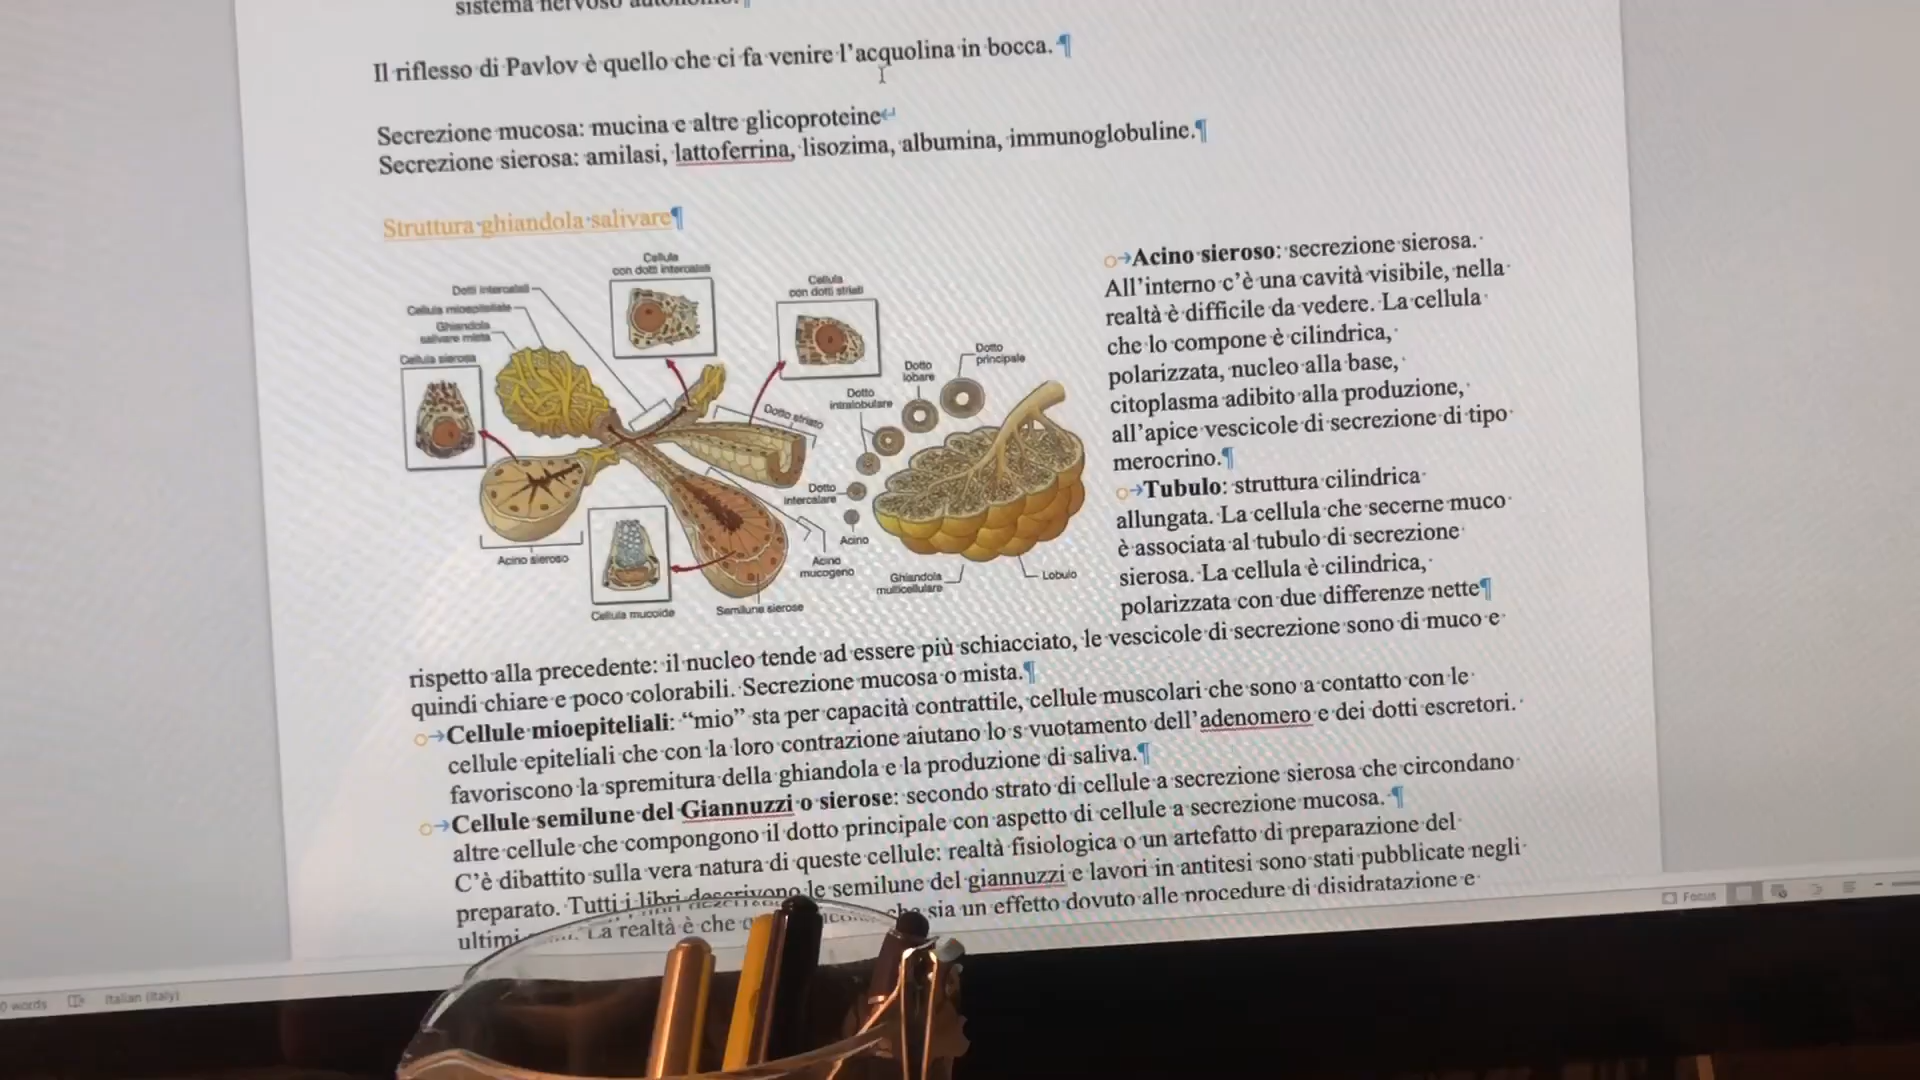 sistema nervoso autonomo.¶
Il riflesso di Pavlov è quello che ci fa venire l’acquolina in bocca. ¶
Secrezione mucosa: mucina e altre glicoproteine↵
Secrezione sierosa: amilasi, lattoferrina, lisozima, albumina, immunoglobuline.¶
Struttura ghiandola salivare¶
Cellula
con dotti intercalati
Cellula
con dotti striati
Dotti intercalati
Cellula mioepiteliale
Ghiandola
salivare mista
Cellula sierosa
Dotto striato
Acino sieroso
Cellula mucoide
Semilune sierose
Acino
mucogeno
Dotto
principale
Dotto
lobare
Dotto
intralobulare
Dotto
intercalare
Acino
Ghiandola
multicellulare
Lobulo
○→Acino sieroso: secrezione sierosa.
All’interno c’è una cavità visibile, nella
realtà è difficile da vedere. La cellula
che lo compone è cilindrica,
polarizzata, nucleo alla base,
citoplasma adibito alla produzione,
all’apice vescicole di secrezione di tipo
merocrino.¶
○→Tubulo: struttura cilindrica
allungata. La cellula che secerne muco
è associata al tubulo di secrezione
sierosa. La cellula è cilindrica,
polarizzata con due differenze nette¶
rispetto alla precedente: il nucleo tende ad essere più schiacciato, le vescicole di secrezione sono di muco e
quindi chiare e poco colorabili. Secrezione mucosa o mista.¶
○→Cellule mioepiteliali: “mio” sta per capacità contrattile, cellule muscolari che sono a contatto con le
cellule epiteliali che con la loro contrazione aiutano lo s vuotamento dell’adenomero e dei dotti escretori.
favoriscono la spremitura della ghiandola e la produzione di saliva.¶
○→Cellule semilune del Giannuzzi o sierose: secondo strato di cellule a secrezione sierosa che circondano
altre cellule che compongono il dotto principale con aspetto di cellule a secrezione mucosa. ¶
C’è dibattito sulla vera natura di queste cellule: realtà fisiologica o un artefatto di preparazione del
preparato. Tutti i libri descrivono le semilune del giannuzzi e lavori in antitesi sono stati pubblicate negli
ultimi La realtà è che che sia un effetto dovuto alle procedure di disidratazione e
Focus
0 words
Italian (Italy)